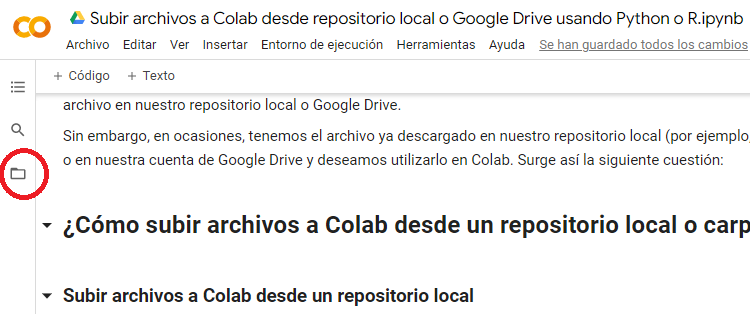 Subir archivos a Colab desde repositorio local o Google Drive usando Python o R.ipynb
Archivo Editar Ver Insertar Entorno de ejecución Herramientas Ayuda Se han guardado todos los cambios
+ Código + Texto
archivo en nuestro repositorio local o Google Drive.
Sin embargo, en ocasiones, tenemos el archivo ya descargado en nuestro repositorio local (por ejemplo,
o en nuestra cuenta de Google Drive y deseamos utilizarlo en Colab. Surge así la siguiente cuestión:
¿Cómo subir archivos a Colab desde un repositorio local o carp
Subir archivos a Colab desde un repositorio local